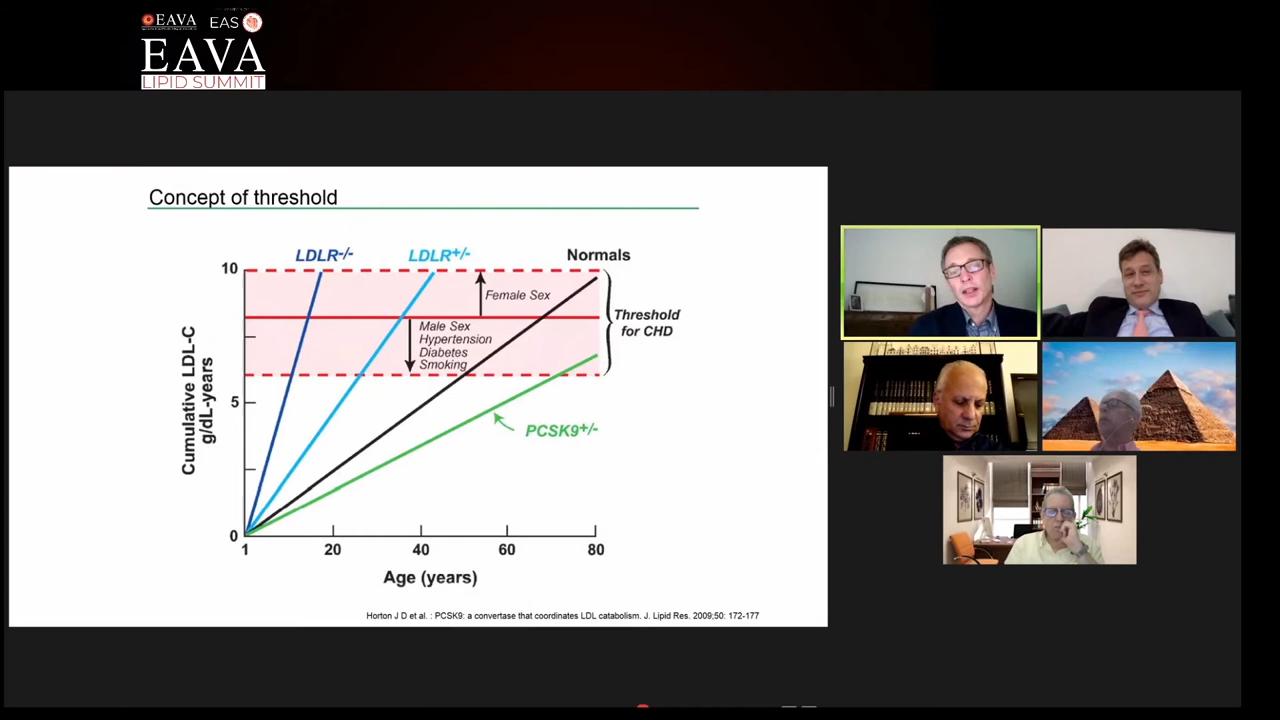 EAVA
EAS
EAVA
LIPID SUMMIT
Concept of threshold
LDLR-/-
LDLR+/-
Normals
10
Female Sex
Threshold
for CHD
Male Sex
Hypertension
Diabetes
Smoking
Cumulative LDL-C
g/dL-years
5
PCSK9+/-
0
1
20
40
60
80
Age (years)
Horton J D et al. : PCSK9: a convertase that coordinates LDL catabolism. J. Lipid Res. 2009;50: 172-177